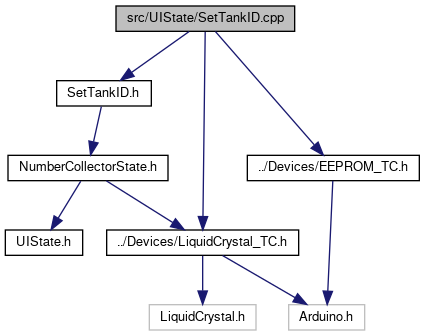 src/UIState/SetTankID.cpp
SetTankID.h
NumberCollectorState.h
../Devices/EEPROM_TC.h
UIState.h
../Devices/LiquidCrystal_TC.h
LiquidCrystal.h
Arduino.h